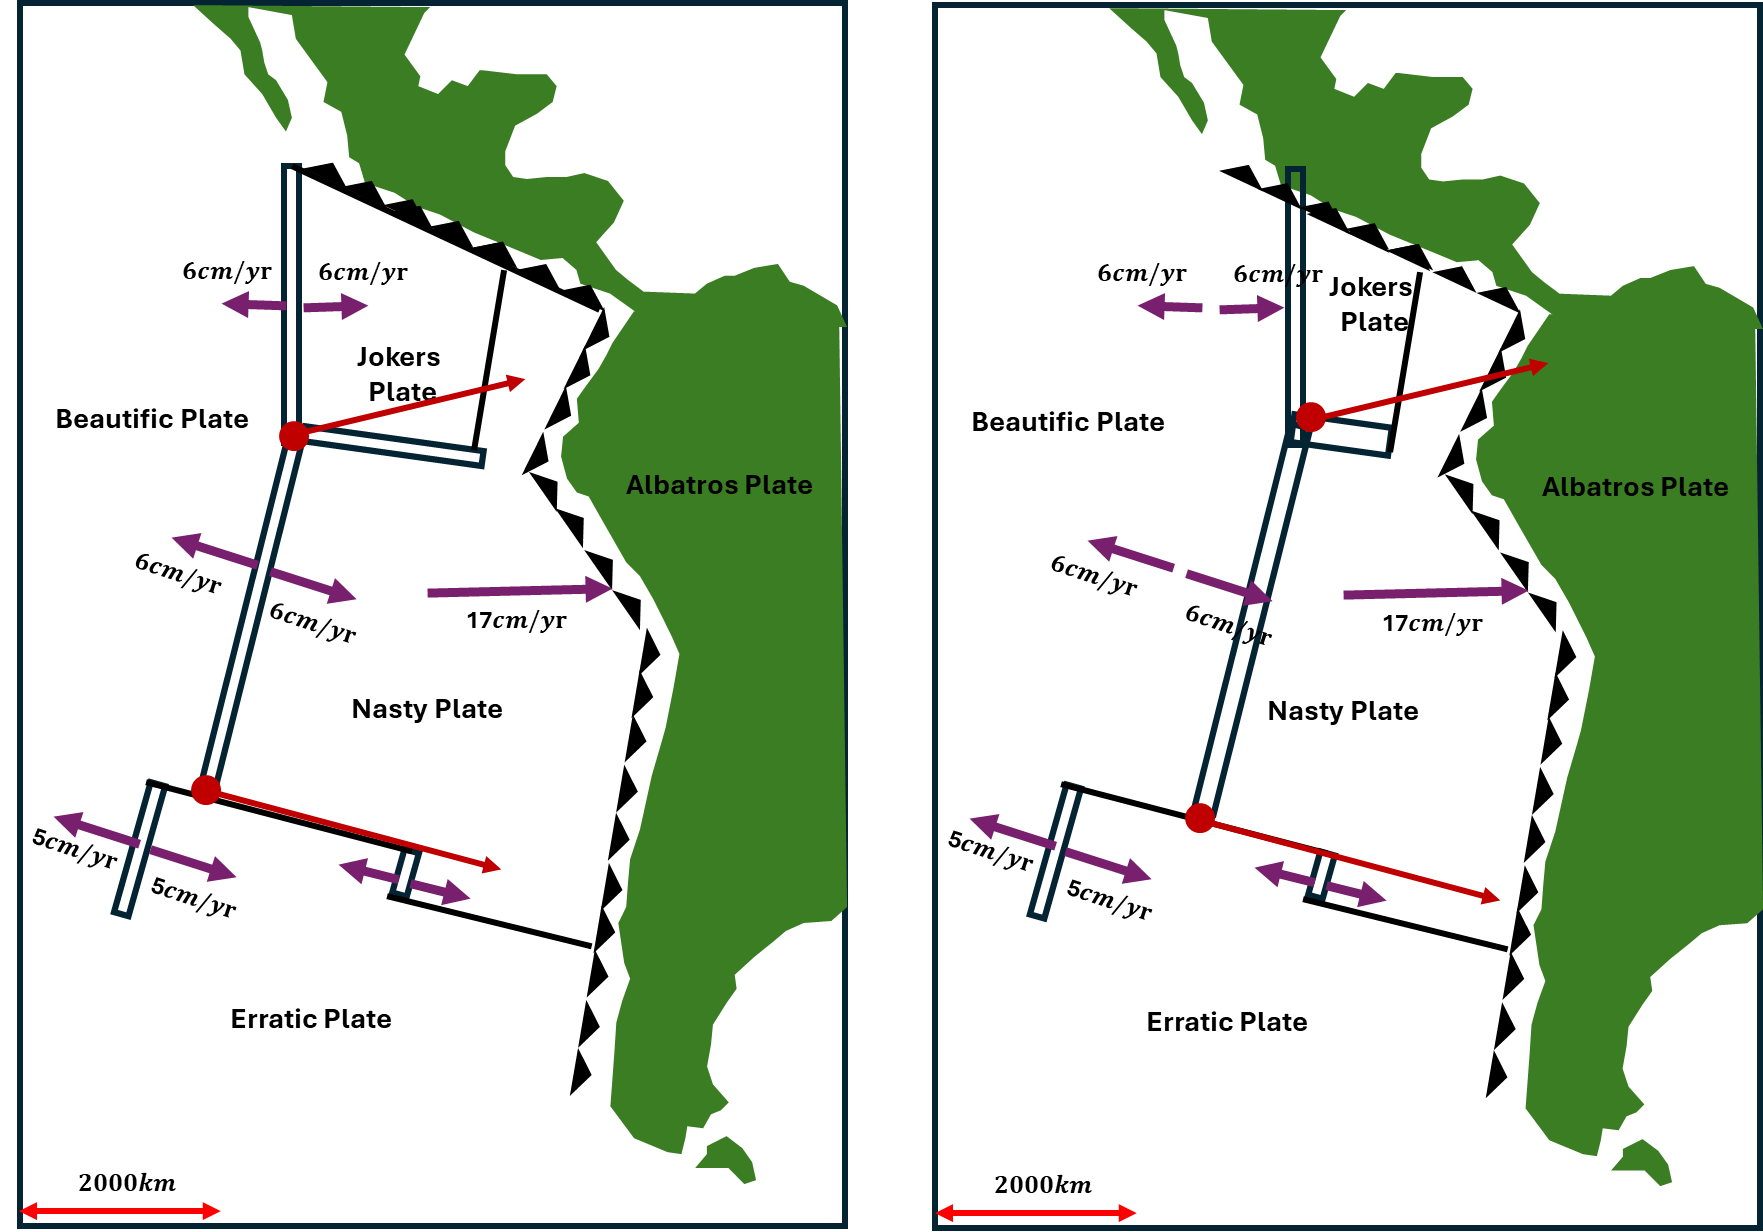 6cm/yr
6cm/yr
Jokers
Plate
Beautific Plate
Albatros Plate
6cm/yr
6cm/yr
17cm/yr
Nasty Plate
5cm/yr
5cm/yr
Erratic Plate
2000km
6cm/yr
6cm/yr
Jokers
Plate
Beautific Plate
Albatros Plate
6cm/yr
6cm/yr
17cm/yr
Nasty Plate
5cm/yr
5cm/yr
Erratic Plate
2000km